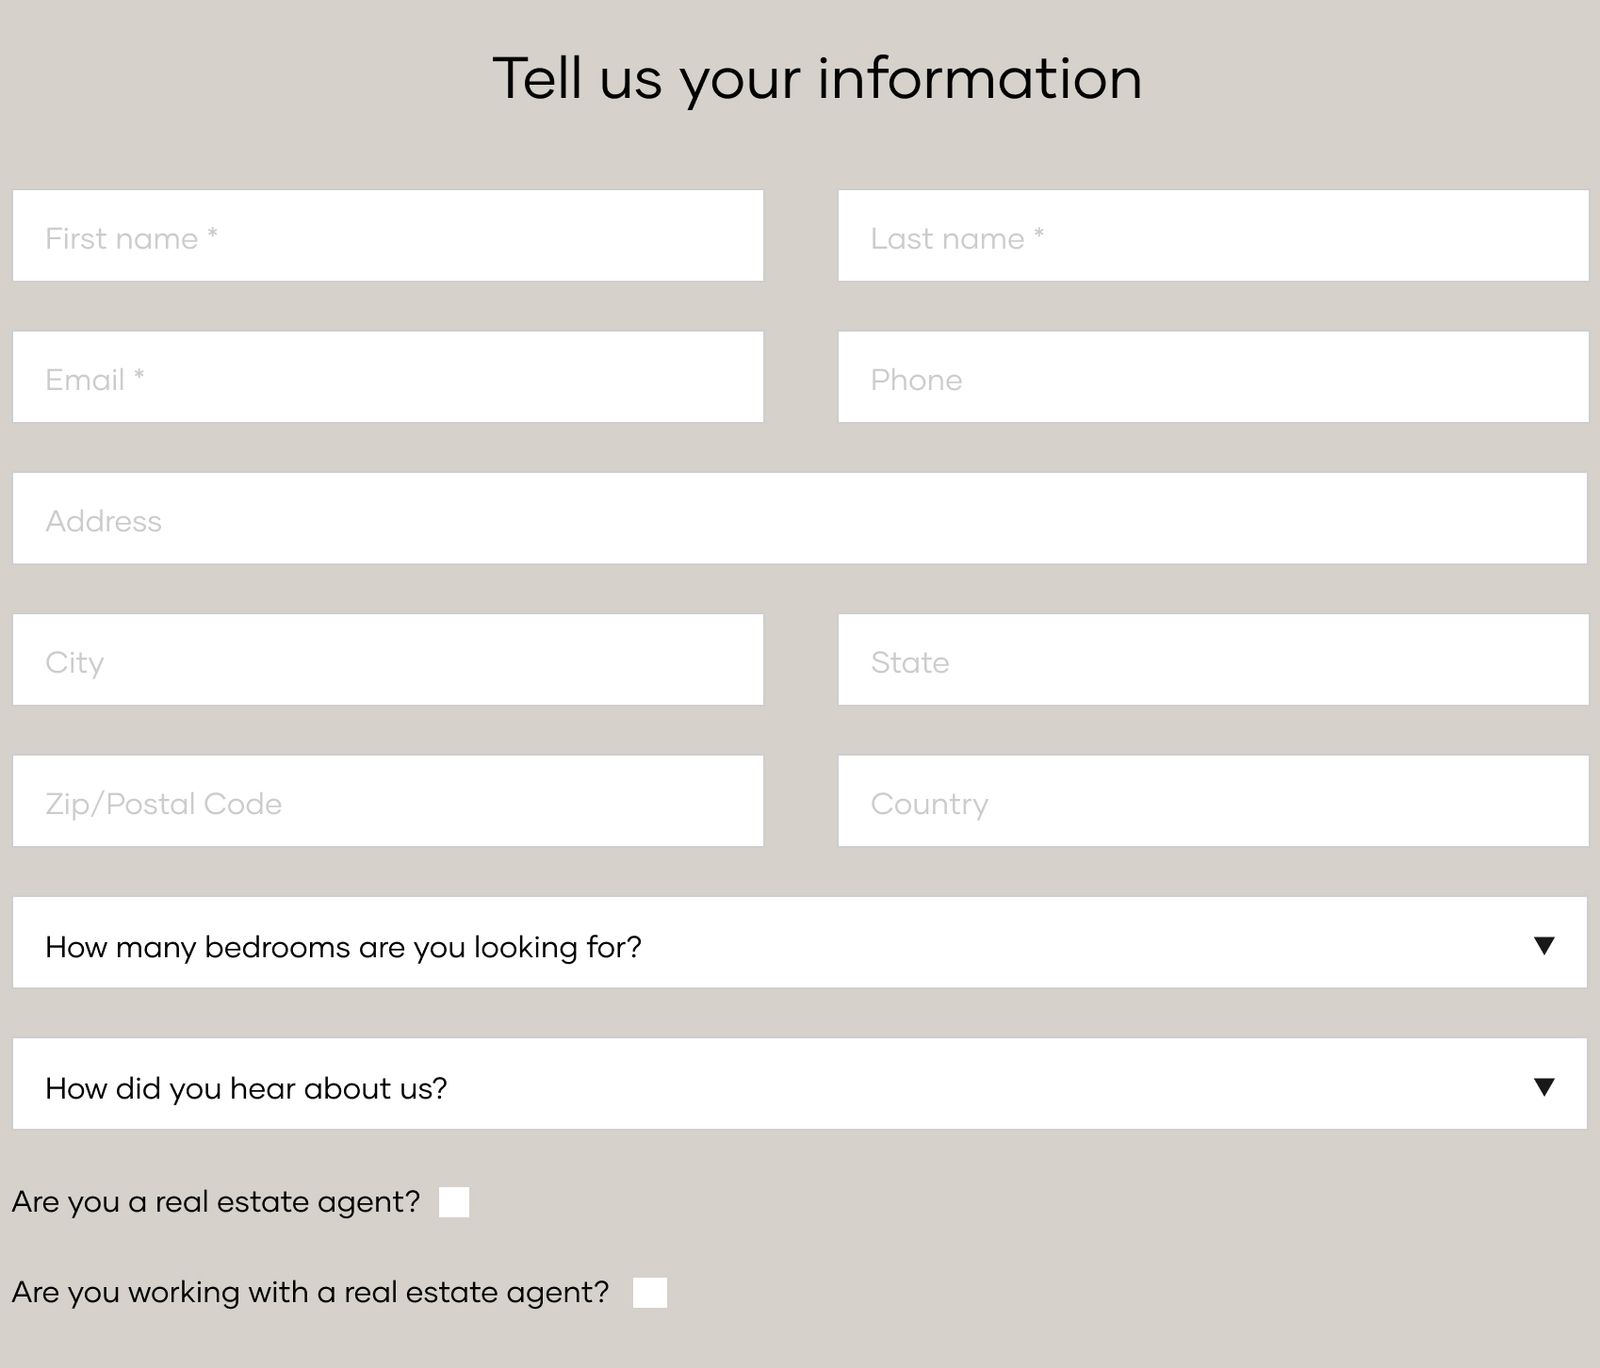 Tell us your information
First name *
Last name *
Email *
Phone
Address
City
State
Zip/Postal Code
Country
How many bedrooms are you looking for?
How did you hear about us?
Are you a real estate agent?
Are you working with a real estate agent?